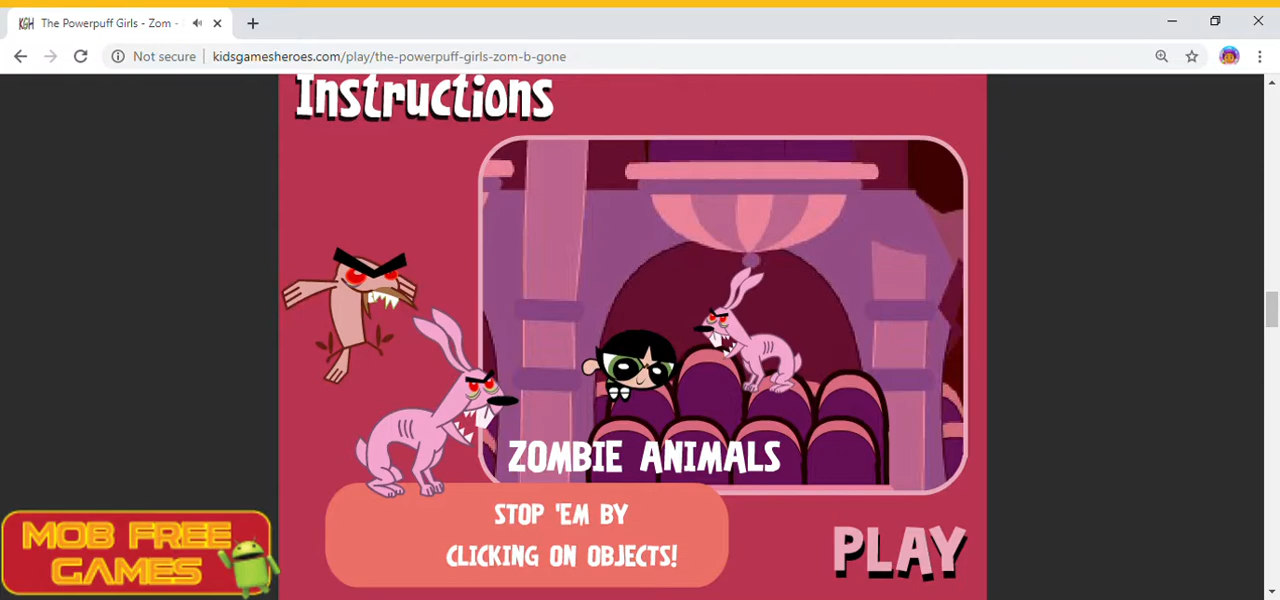 KGH The Powerpuff Girls - Zom -
Not secure kidsgamesheroes.com/play/the-powerpuff-girls-zom-b-gone
Instructions
ZOMBIE ANIMALS
STOP 'EM BY
CLICKING ON OBJECTS!
PLAY
MOB FREE
GAMES